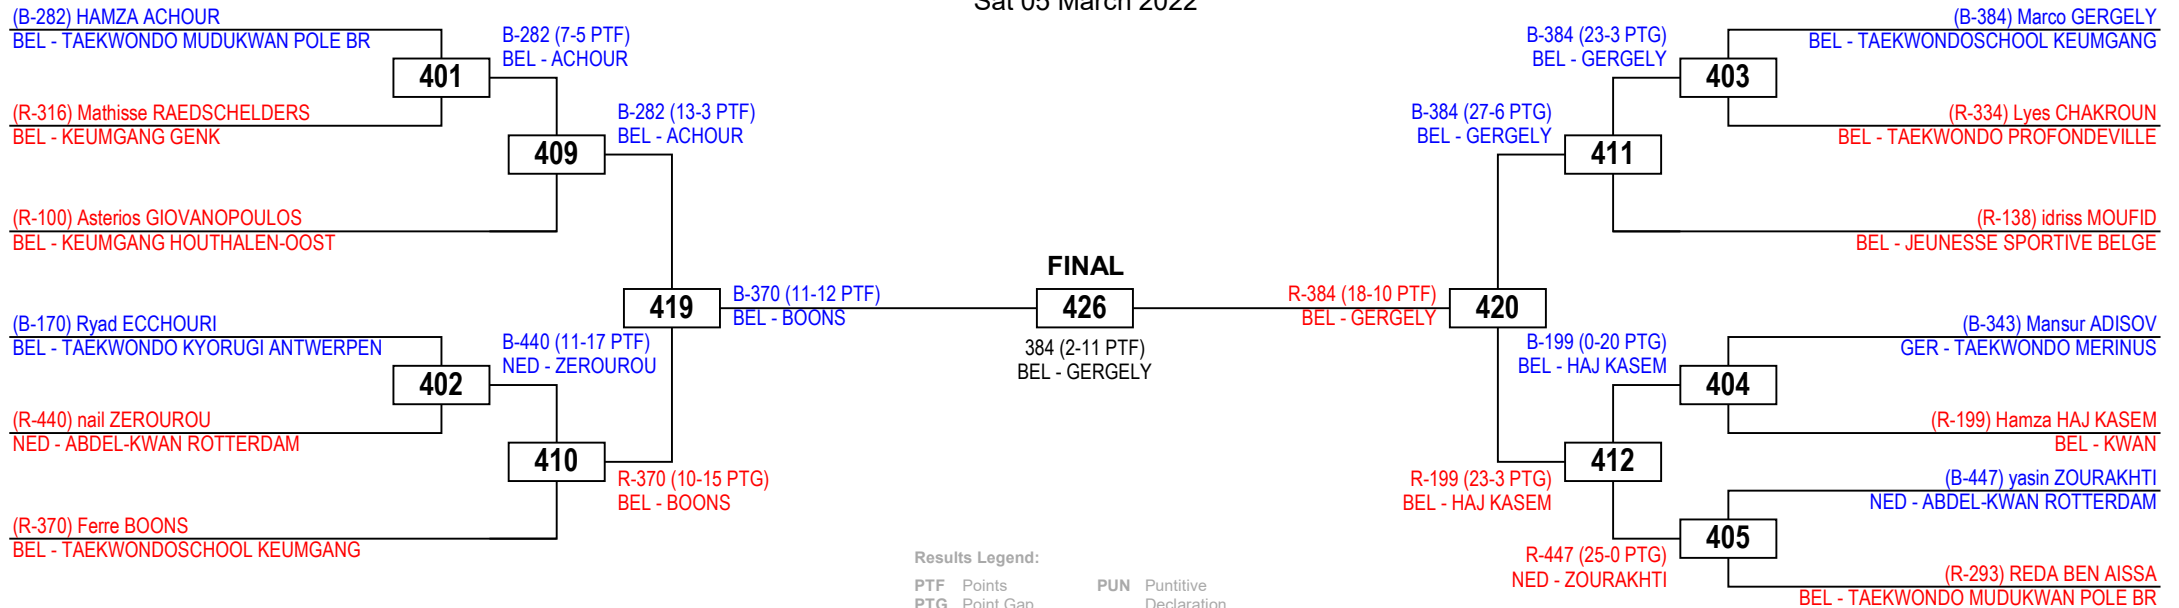 Sat 05 March 2022
(B-282) HAMZA ACHOUR
BEL - TAEKWONDO MUDUKWAN POLE BR
401
(R-316) Mathisse RAEDSCHELDERS
BEL - KEUMGANG GENK
B-282 (7-5 PTF)
BEL - ACHOUR
409
(R-100) Asterios GIOVANOPOULOS
BEL - KEUMGANG HOUTHALEN-OOST
B-282 (13-3 PTF)
BEL - ACHOUR
419
(B-170) Ryad ECCHOURI
BEL - TAEKWONDO KYORUGI ANTWERPEN
402
(R-440) nail ZEROUROU
NED - ABDEL-KWAN ROTTERDAM
B-440 (11-17 PTF)
NED - ZEROUROU
410
(R-370) Ferre BOONS
BEL - TAEKWONDOSCHOOL KEUMGANG
R-370 (10-15 PTG)
BEL - BOONS
B-370 (11-12 PTF)
BEL - BOONS
FINAL
426
384 (2-11 PTF)
BEL - GERGELY
R-384 (18-10 PTF)
BEL - GERGELY
420
B-384 (27-6 PTG)
BEL - GERGELY
411
B-384 (23-3 PTG)
BEL - GERGELY
403
(B-384) Marco GERGELY
BEL - TAEKWONDOSCHOOL KEUMGANG
(R-334) Lyes CHAKROUN
BEL - TAEKWONDO PROFONDEVILLE
(R-138) idriss MOUFID
BEL - JEUNESSE SPORTIVE BELGE
B-199 (0-20 PTG)
BEL - HAJ KASEM
404
(B-343) Mansur ADISOV
GER - TAEKWONDO MERINUS
(R-199) Hamza HAJ KASEM
BEL - KWAN
R-199 (23-3 PTG)
BEL - HAJ KASEM
412
(B-447) yasin ZOURAKHTI
NED - ABDEL-KWAN ROTTERDAM
405
R-447 (25-0 PTG)
NED - ZOURAKHTI
(R-293) REDA BEN AISSA
BEL - TAEKWONDO MUDUKWAN POLE BR
Results Legend:
PTF Points PUN Puntitive
PTG Point Gap Declaration